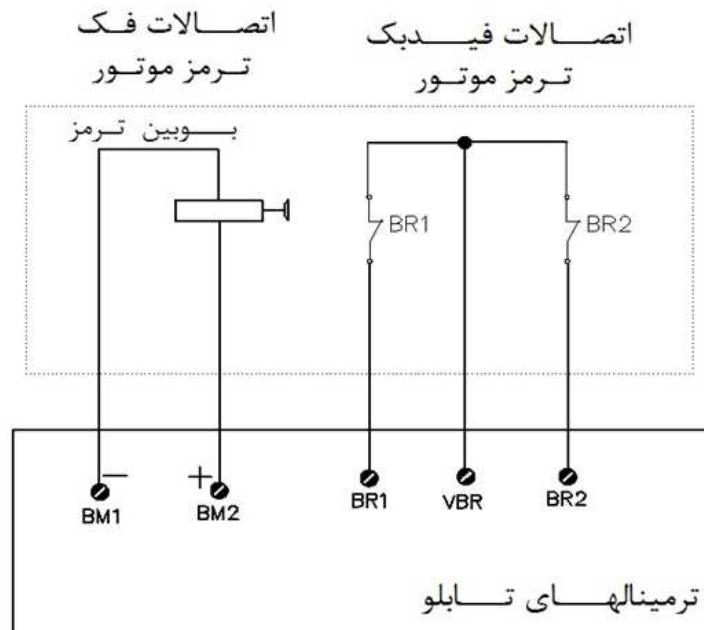 اتصالات فیدبک
ترمز موتور
اتصالات فک
ترمز موتور
بوبین ترمز
BR1
BR2
−
+
BM1
BM2
BR1
VBR
BR2
ترمینالهای تابلو